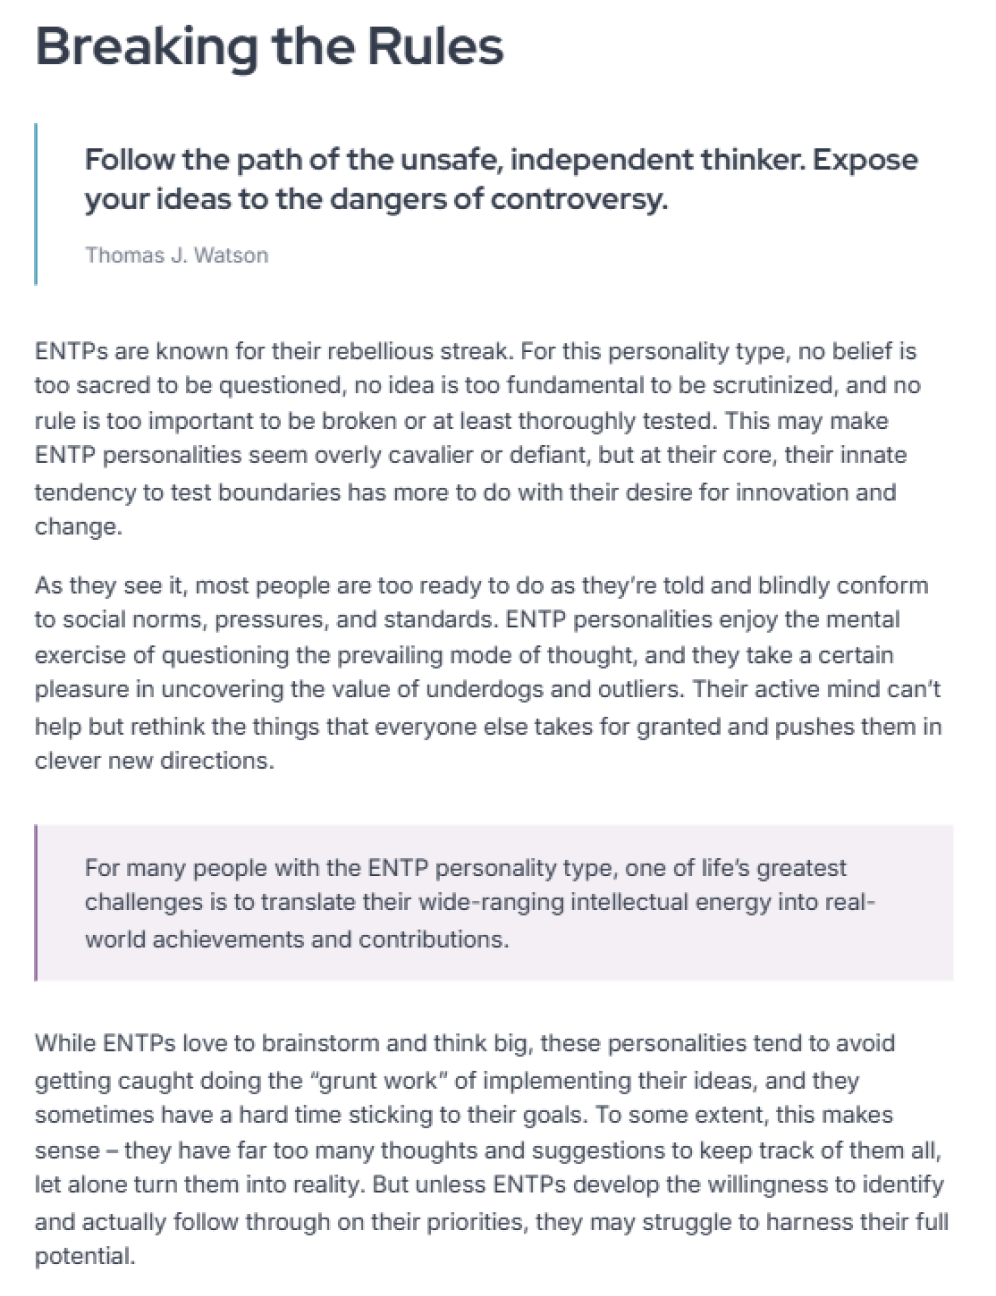 Breaking the Rules
Follow the path of the unsafe, independent thinker. Expose
your ideas to the dangers of controversy.
Thomas J. Watson
ENTPs are known for their rebellious streak. For this personality type, no belief is
too sacred to be questioned, no idea is too fundamental to be scrutinized, and no
rule is too important to be broken or at least thoroughly tested. This may make
ENTP personalities seem overly cavalier or defiant, but at their core, their innate
tendency to test boundaries has more to do with their desire for innovation and
change.
As they see it, most people are too ready to do as they’re told and blindly conform
to social norms, pressures, and standards. ENTP personalities enjoy the mental
exercise of questioning the prevailing mode of thought, and they take a certain
pleasure in uncovering the value of underdogs and outliers. Their active mind can’t
help but rethink the things that everyone else takes for granted and pushes them in
clever new directions.
For many people with the ENTP personality type, one of life’s greatest
challenges is to translate their wide-ranging intellectual energy into real-
world achievements and contributions.
While ENTPs love to brainstorm and think big, these personalities tend to avoid
getting caught doing the “grunt work” of implementing their ideas, and they
sometimes have a hard time sticking to their goals. To some extent, this makes
sense – they have far too many thoughts and suggestions to keep track of them all,
let alone turn them into reality. But unless ENTPs develop the willingness to identify
and actually follow through on their priorities, they may struggle to harness their full
potential.